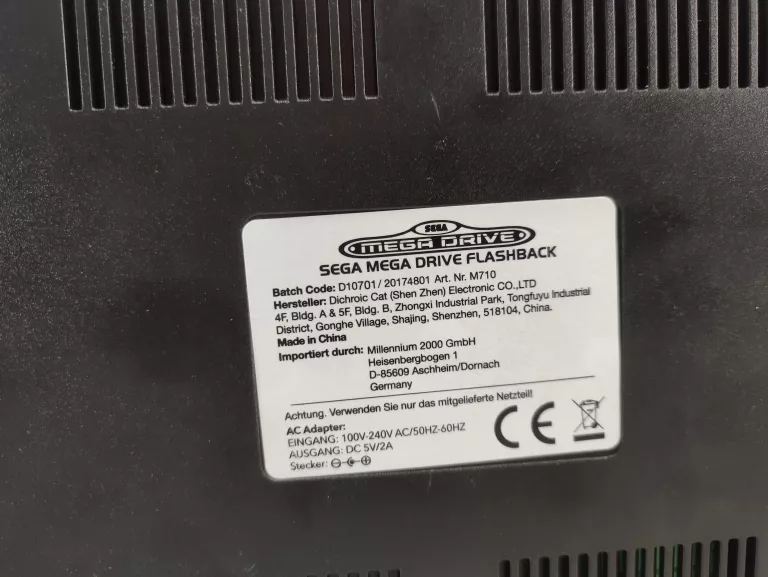 SEGA
MEGA DRIVE
SEGA MEGA DRIVE FLASHBACK
Batch Code: D10701 / 20174801 Art. Nr. M710
Hersteller: Dichroic Cat (Shen Zhen) Electronic CO.,LTD
4F, Bldg. A & 5F, Bldg. B, Zhongxi Industrial Park, Tongfuyu Industrial
District, Gonghe Village, Shajing, Shenzhen, 518104, China.
Made in China
Importiert durch: Millennium 2000 GmbH
Heisenbergbogen 1
D-85609 Aschheim/Dornach
Germany
Achtung. Verwenden Sie nur das mitgelieferte Netzteil!
AC Adapter:
EINGANG: 100V-240V AC/50HZ-60HZ
AUSGANG: DC 5V/2A
Stecker:
CE